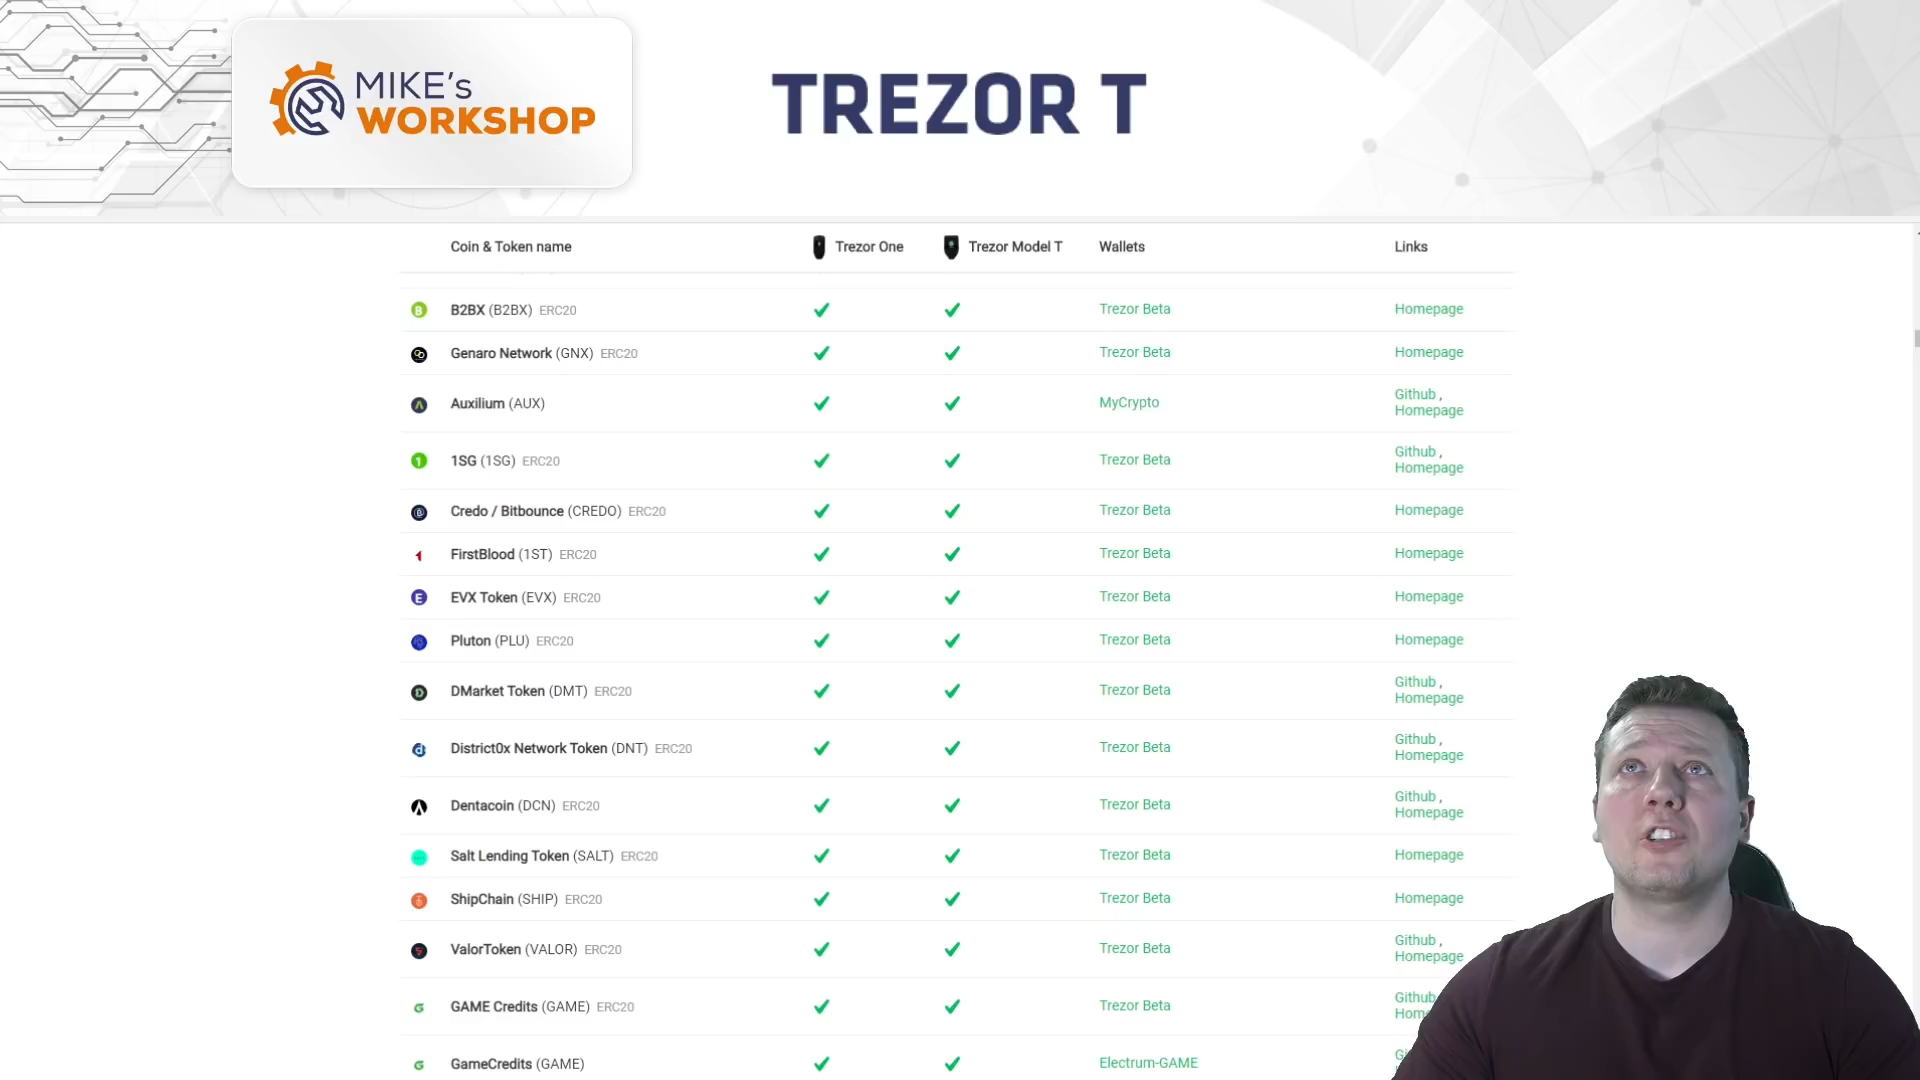 MIKE's
WORKSHOP
TREZOR T
Coin & Token name Trezor One Trezor Model T Wallets Links
B2BX (B2BX) ERC20 Trezor Beta Homepage
Genaro Network (GNX) ERC20 Trezor Beta Homepage
Auxilium (AUX) MyCrypto Github , Homepage
1SG (1SG) ERC20 Trezor Beta Github , Homepage
Credo / Bitbounce (CREDO) ERC20 Trezor Beta Homepage
FirstBlood (1ST) ERC20 Trezor Beta Homepage
EVX Token (EVX) ERC20 Trezor Beta Homepage
Pluton (PLU) ERC20 Trezor Beta Homepage
DMarket Token (DMT) ERC20 Trezor Beta Github , Homepage
District0x Network Token (DNT) ERC20 Trezor Beta Github , Homepage
Dentacoin (DCN) ERC20 Trezor Beta Github , Homepage
Salt Lending Token (SALT) ERC20 Trezor Beta Homepage
ShipChain (SHIP) ERC20 Trezor Beta Homepage
ValorToken (VALOR) ERC20 Trezor Beta Github , Homepage
GAME Credits (GAME) ERC20 Trezor Beta Github
GameCredits (GAME) Electrum-GAME